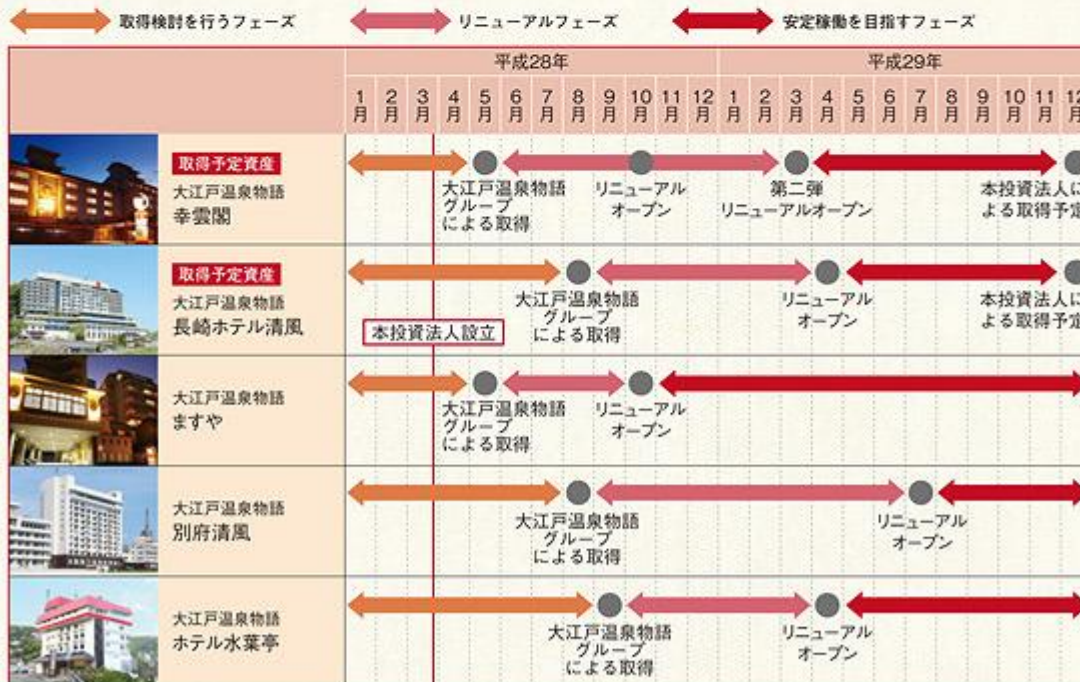 取得検討を行うフェーズ
リニューアルフェーズ
安定稼働を目指すフェーズ
平成28年
平成29年
1月 2月 3月 4月 5月 6月 7月 8月 9月 10月 11月 12月 1月 2月 3月 4月 5月 6月 7月 8月 9月 10月 11月 12月
取得予定資産
大江戸温泉物語
幸雲閣
大江戸温泉物語
グループ
による取得
リニューアル
オープン
第二弾
リニューアルオープン
本投資法人に
よる取得予定
取得予定資産
大江戸温泉物語
長崎ホテル清風
大江戸温泉物語
グループ
による取得
リニューアル
オープン
本投資法人に
よる取得予定
本投資法人設立
大江戸温泉物語
ますや
大江戸温泉物語
グループ
による取得
リニューアル
オープン
大江戸温泉物語
別府清風
大江戸温泉物語
グループ
による取得
リニューアル
オープン
大江戸温泉物語
ホテル水葉亭
大江戸温泉物語
グループ
による取得
リニューアル
オープン